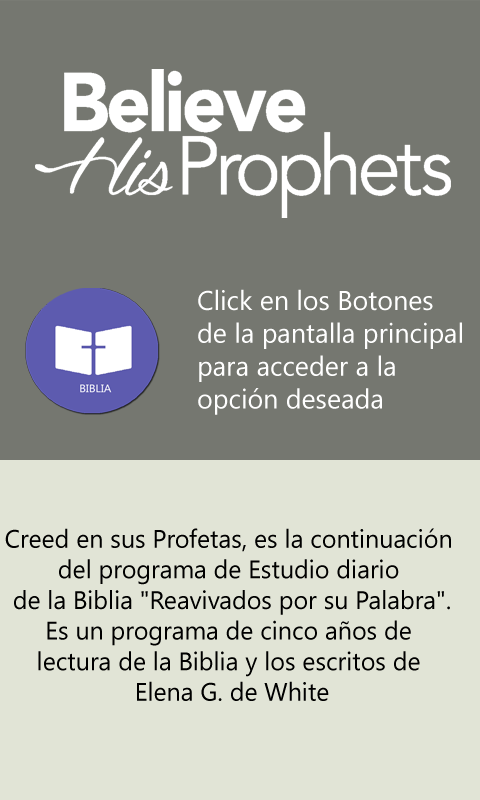 Believe
His Prophets
Click en los Botones
de la pantalla principal
para acceder a la
opción deseada
BIBLIA
Creed en sus Profetas, es la continuación
del programa de Estudio diario
de la Biblia "Reavivados por su Palabra".
Es un programa de cinco años de
lectura de la Biblia y los escritos de
Elena G. de White